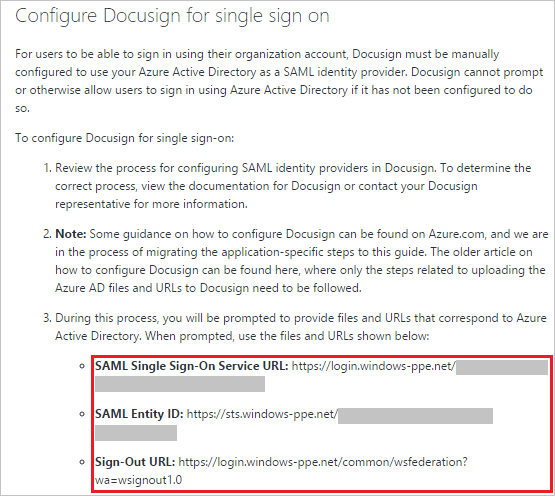 Configure Docusign for single sign on
For users to be able to sign in using their organization account, Docusign must be manually
configured to use your Azure Active Directory as a SAML identity provider. Docusign cannot prompt
or otherwise allow users to sign in using Azure Active Directory if it has not been configured to do
so.
To configure Docusign for single sign-on:
1. Review the process for configuring SAML identity providers in Docusign. To determine the
correct process, view the documentation for Docusign or contact your Docusign
representative for more information.
2. Note: Some guidance on how to configure Docusign can be found on Azure.com, and we are
in the process of migrating the application-specific steps to this guide. The older article on
how to configure Docusign can be found here, where only the steps related to uploading the
Azure AD files and URLs to Docusign need to be followed.
3. During this process, you will be prompted to provide files and URLs that correspond to Azure
Active Directory. When prompted, use the files and URLs shown below:
SAML Single Sign-On Service URL: https://login.windows-ppe.net/
SAML Entity ID: https://sts.windows-ppe.net/
Sign-Out URL: https://login.windows-ppe.net/common/wsfederation?
wa=wsignout1.0